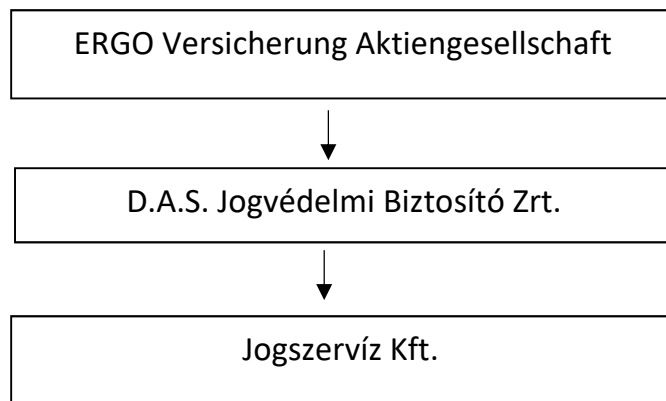 ERGO Versicherung Aktiengesellschaft
D.A.S. Jogvédelmi Biztosító Zrt.
Jogszervíz Kft.